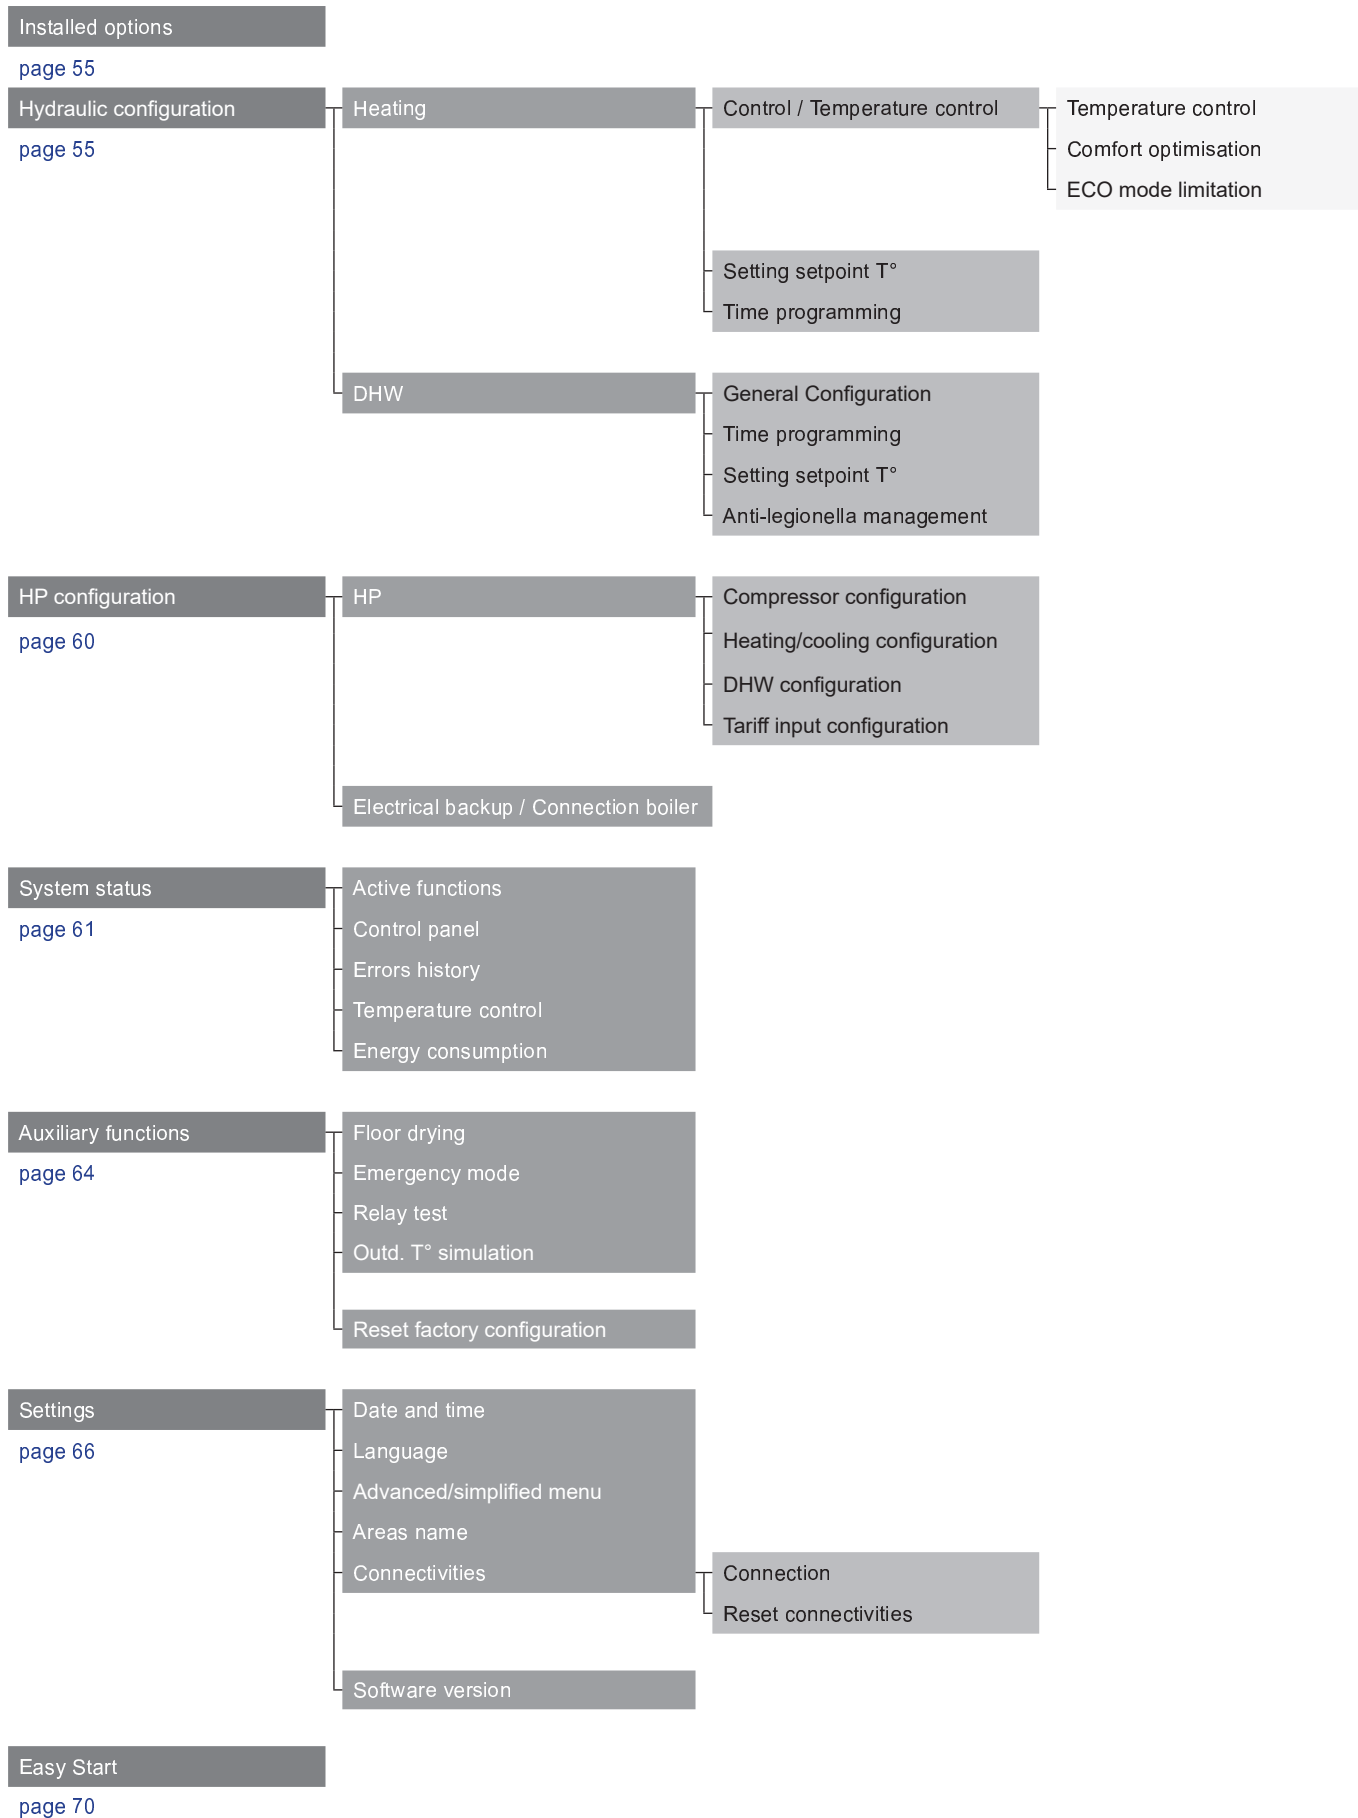 Installed options
page 55
Hydraulic configuration
page 55
Heating
Control / Temperature control
Temperature control
Comfort optimisation
ECO mode limitation
Setting setpoint T°
Time programming
DHW
General Configuration
Time programming
Setting setpoint T°
Anti-legionella management
HP configuration
page 60
HP
Compressor configuration
Heating/cooling configuration
DHW configuration
Tariff input configuration
Electrical backup / Connection boiler
System status
page 61
Active functions
Control panel
Errors history
Temperature control
Energy consumption
Auxiliary functions
page 64
Floor drying
Emergency mode
Relay test
Outd. T° simulation
Reset factory configuration
Settings
page 66
Date and time
Language
Advanced/simplified menu
Areas name
Connectivities
Connection
Reset connectivities
Software version
Easy Start
page 70